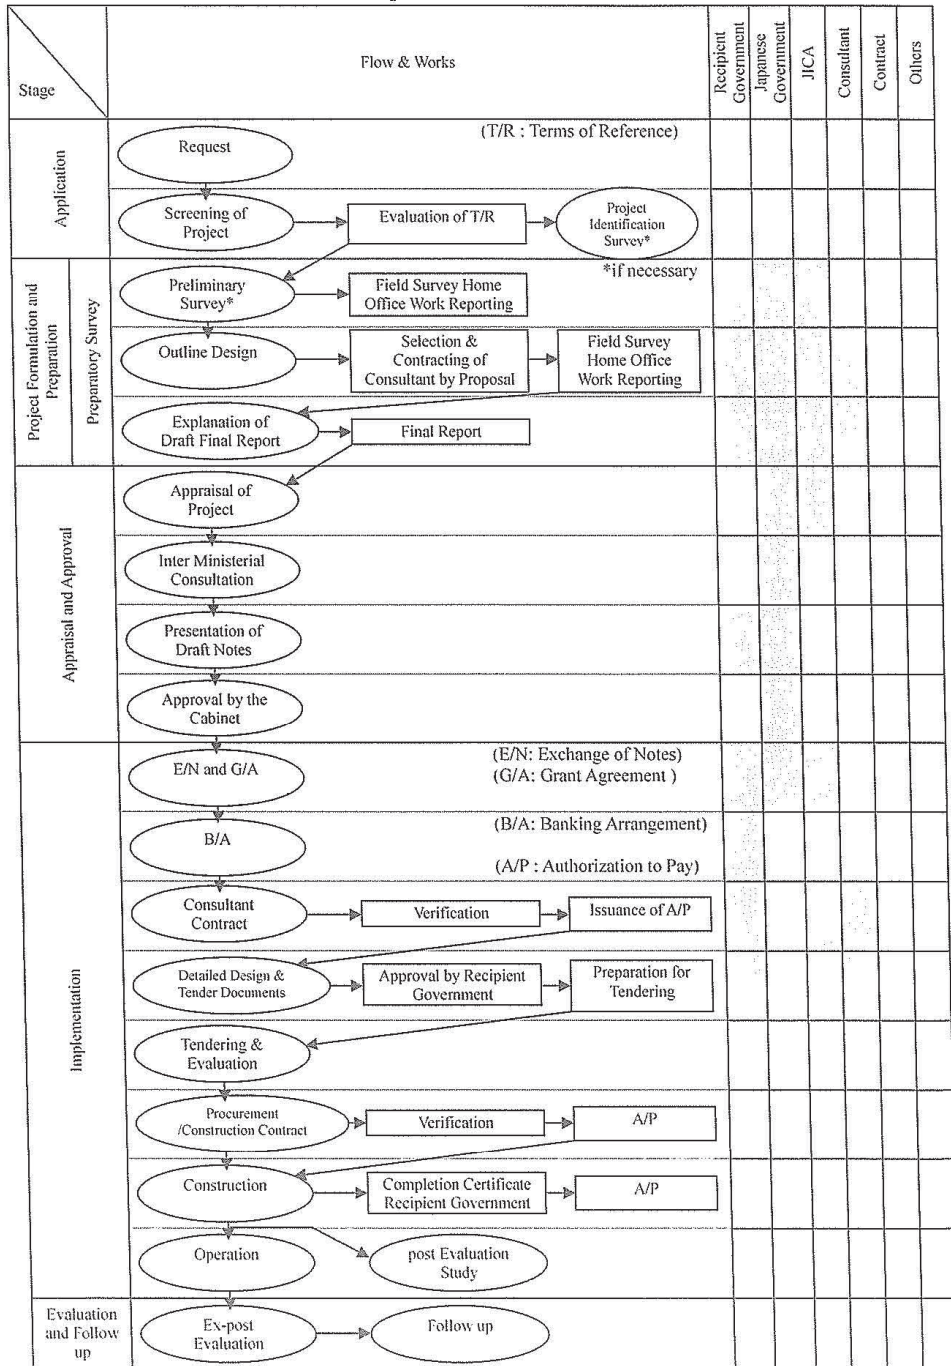 Stage
Flow & Works
Recipient
Government
Japanese
Government
JICA
Consultant
Contract
Others
Application
(T/R : Terms of Reference)
Request
Screening of
Project
Evaluation of T/R
Project
Identification
Survey*
*if necessary
Project Formulation and
Preparation
Preparatory Survey
Preliminary
Survey*
Field Survey Home
Office Work Reporting
Outline Design
Selection &
Contracting of
Consultant by Proposal
Field Survey
Home Office
Work Reporting
Explanation of
Draft Final Report
Final Report
Appraisal and Approval
Appraisal of
Project
Inter Ministerial
Consultation
Presentation of
Draft Notes
Approval by the
Cabinet
Implementation
E/N and G/A
(E/N: Exchange of Notes)
(G/A: Grant Agreement )
B/A
(B/A: Banking Arrangement)
(A/P : Authorization to Pay)
Consultant
Contract
Verification
Issuance of A/P
Detailed Design &
Tender Documents
Approval by Recipient
Government
Preparation for
Tendering
Tendering &
Evaluation
Procurement
/Construction Contract
Verification
A/P
Construction
Completion Certificate
Recipient Government
A/P
Operation
post Evaluation
Study
Evaluation
and Follow
up
Ex-post
Evaluation
Follow up